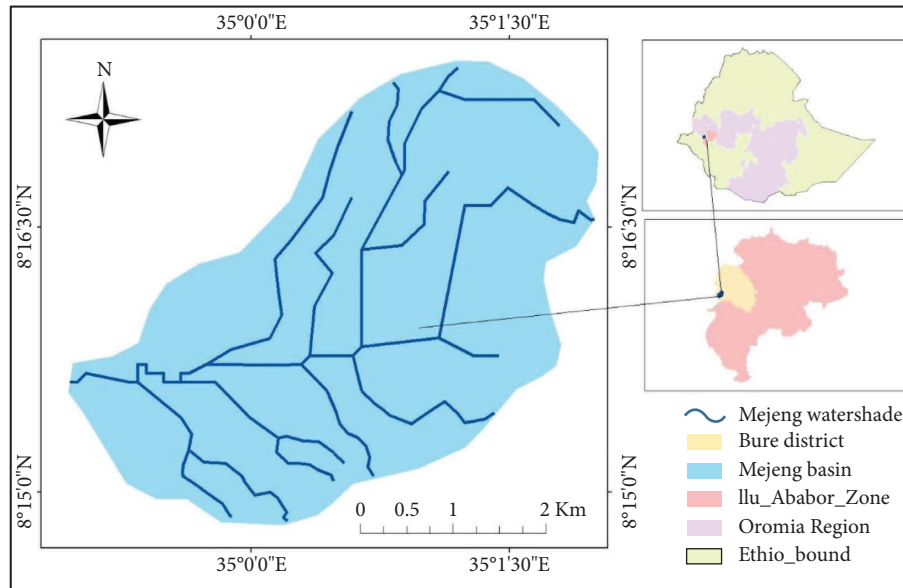 35°0'0"E
35°1'30"E
N
8°16'30"N
8°16'30"N
8°15'0"N
8°15'0"N
0 0.5 1 2 Km
35°0'0"E
35°1'30"E
Mejeng watershade
Bure district
Mejeng basin
llu_Ababor_Zone
Oromia Region
Ethio_bound